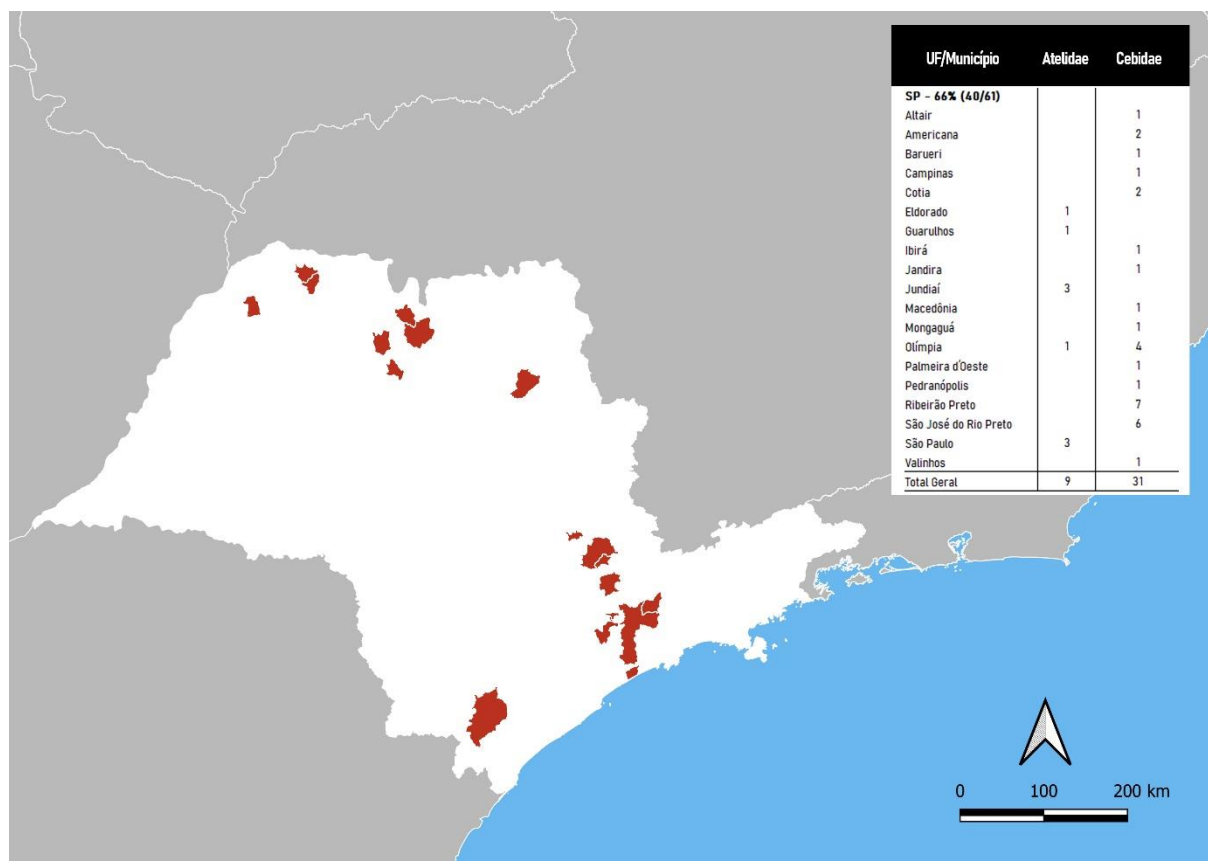 UF/Município Atelidae Cebidae
SP - 66% (40/61)
Altair 1
Americana 2
Barueri 1
Campinas 1
Cotia 2
Eldorado 1
Guarulhos 1
Ibirá 1
Jandira 1
Jundiaí 3
Macedônia 1
Mongaguá 1
Olímpia 1 4
Palmeira d'Oeste 1
Pedranópolis 1
Ribeirão Preto 7
São José do Rio Preto 6
São Paulo 3
Valinhos 1
Total Geral 9 31
0 100 200 km